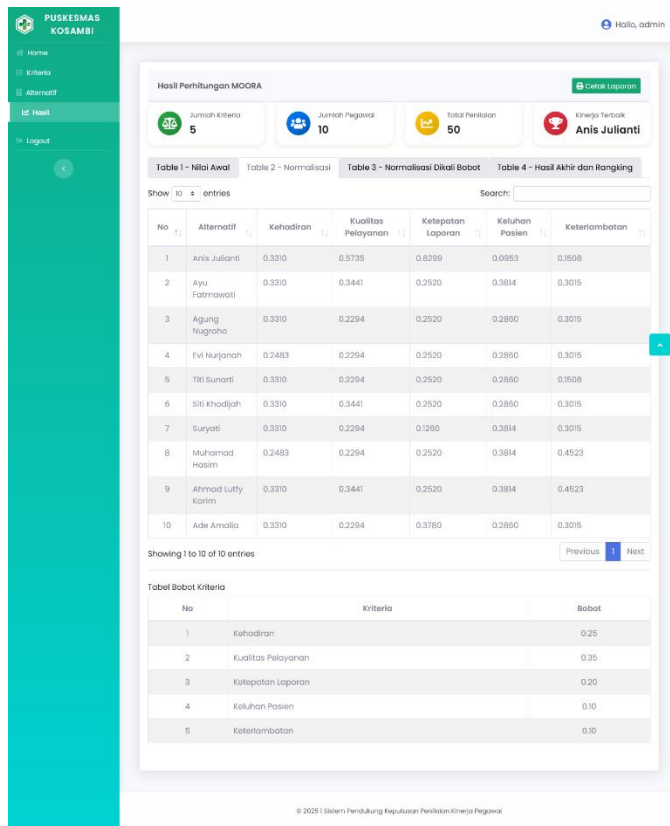 PUSKESMAS
KOSAMBI
Hallo, admin
Home
Kriteria
Alternatif
Hasil
Logout
Hasil Perhitungan MOORA
Cetak Laporan
Jumlah Kriteria
5
Jumlah Pegawai
10
Total Penilaian
50
Kinerja Terbaik
Anis Julianti
Table 1 - Nilai Awal Table 2 - Normalisasi Table 3 - Normalisasi Dikali Bobot Table 4 - Hasil Akhir dan Rangking
Show 10 entries Search:
No Alternatif Kehadiran Kualitas Pelayanan Ketepatan Laporan Keluhan Pasien Keterlambatan
1 Anis Julianti 0.3310 0.5735 0.6299 0.0953 0.1508
2 Ayu Fatmawati 0.3310 0.3441 0.2520 0.3814 0.3015
3 Agung Nugroho 0.3310 0.2294 0.2520 0.2860 0.3015
4 Evi Nurjanah 0.2483 0.2294 0.2520 0.2860 0.3015
5 Titi Sunarti 0.3310 0.2294 0.2520 0.2860 0.1508
6 Siti Khodijah 0.3310 0.3441 0.2520 0.2860 0.3015
7 Suryati 0.3310 0.2294 0.1260 0.3814 0.3015
8 Muhamad Hasim 0.2483 0.2294 0.2520 0.3814 0.4523
9 Ahmad Lutfy Karim 0.3310 0.3441 0.2520 0.3814 0.4523
10 Ade Amalia 0.3310 0.2294 0.3780 0.2860 0.3015
Showing 1 to 10 of 10 entries Previous 1 Next
Tabel Bobot Kriteria
No Kriteria Bobot
1 Kehadiran 0.25
2 Kualitas Pelayanan 0.35
3 Ketepatan Laporan 0.20
4 Keluhan Pasien 0.10
5 Keterlambatan 0.10
© 2025 | Sistem Pendukung Keputusan Penilaian Kinerja Pegawai